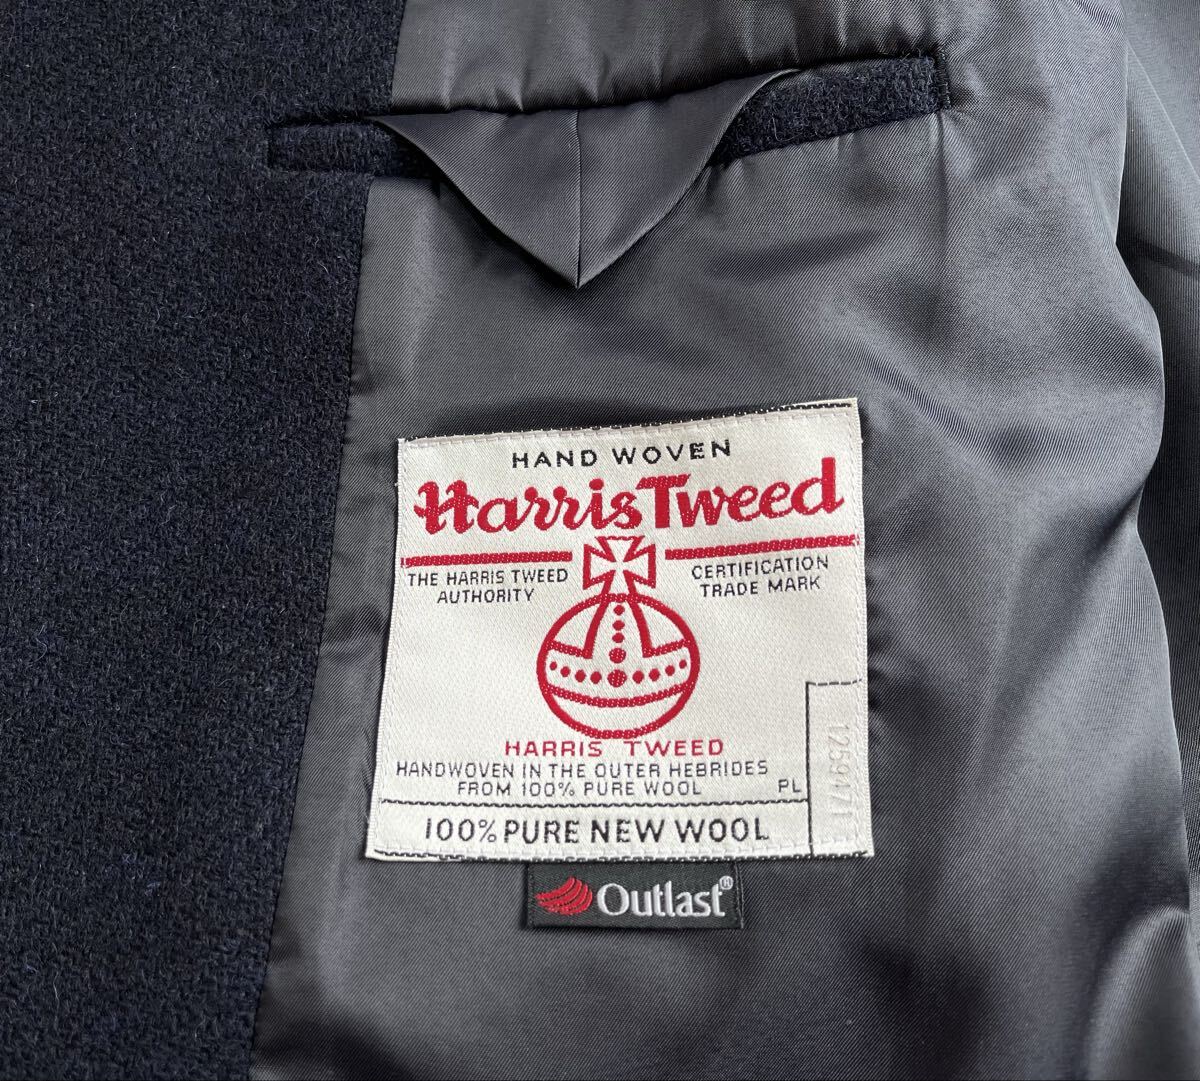 HAND WOVEN
Harris Tweed
THE HARRIS TWEED AUTHORITY
CERTIFICATION TRADE MARK
HARRIS TWEED
HANDWOVEN IN THE OUTER HEBRIDES
FROM 100% PURE WOOL PL
100% PURE NEW WOOL
Outlast®